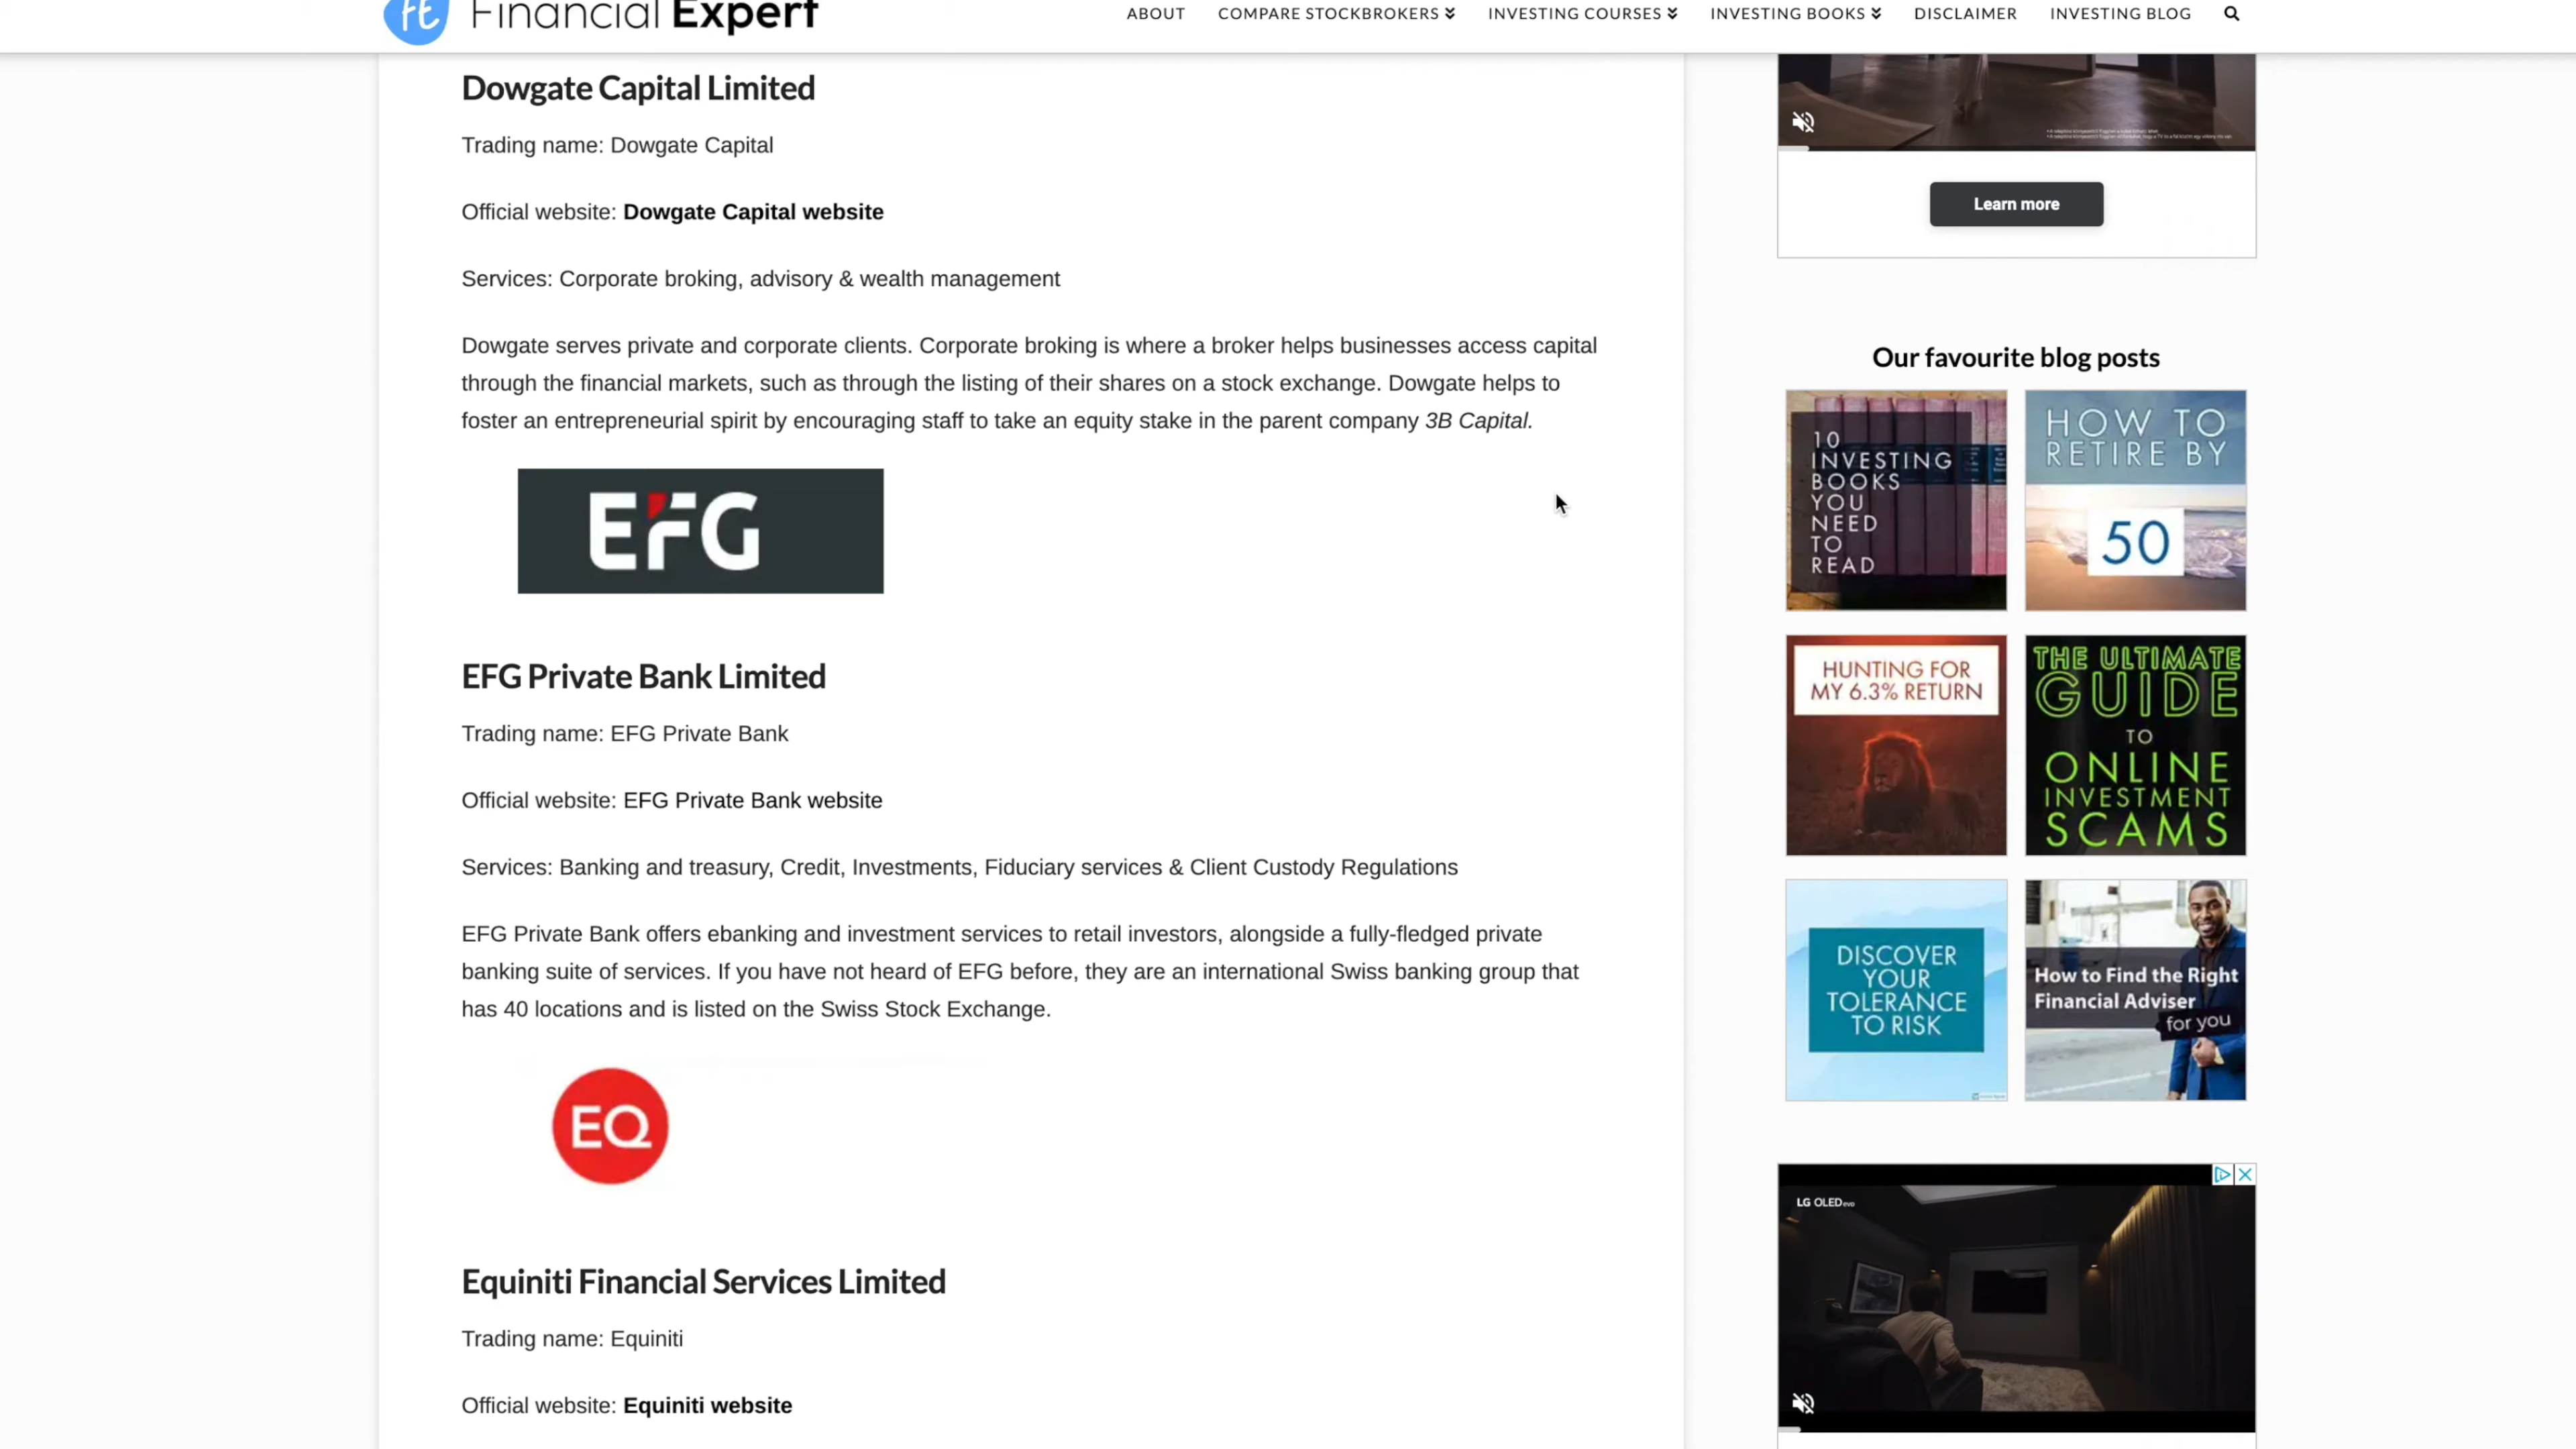 FE Financial Expert
ABOUT COMPARE STOCKBROKERS INVESTING COURSES INVESTING BOOKS DISCLAIMER INVESTING BLOG
Dowgate Capital Limited
Trading name: Dowgate Capital
Official website: Dowgate Capital website
Services: Corporate broking, advisory & wealth management
Dowgate serves private and corporate clients. Corporate broking is where a broker helps businesses access capital
through the financial markets, such as through the listing of their shares on a stock exchange. Dowgate helps to
foster an entrepreneurial spirit by encouraging staff to take an equity stake in the parent company 3B Capital.
EFG
EFG Private Bank Limited
Trading name: EFG Private Bank
Official website: EFG Private Bank website
Services: Banking and treasury, Credit, Investments, Fiduciary services & Client Custody Regulations
EFG Private Bank offers ebanking and investment services to retail investors, alongside a fully-fledged private
banking suite of services. If you have not heard of EFG before, they are an international Swiss banking group that
has 40 locations and is listed on the Swiss Stock Exchange.
EQ
Equiniti Financial Services Limited
Trading name: Equiniti
Official website: Equiniti website
Learn more
Our favourite blog posts
10
INVESTING
BOOKS
YOU
NEED
TO
READ
HOW TO
RETIRE BY
50
HUNTING FOR
MY 6.3% RETURN
THE ULTIMATE
GUIDE
TO
ONLINE
INVESTMENT
SCAMS
DISCOVER
YOUR
TOLERANCE
TO RISK
How to Find the Right
Financial Adviser
for you
LG OLED evo